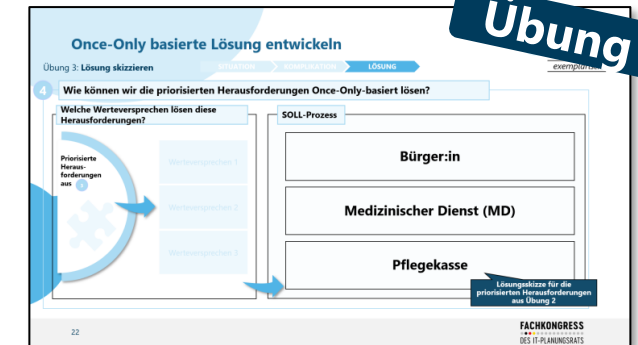 Übung
Once-Only basierte Lösung entwickeln
Übung 3: Lösung skizzieren
SITUATION
KOMPLIKATION
LÖSUNG
4
Wie können wir die priorisierten Herausforderungen Once-Only-basiert lösen?
Welche Werteversprechen lösen diese
Herausforderungen?
Priorisierte
Heraus-
forderungen
aus
Werteversprechen 1
Werteversprechen 2
Werteversprechen 3
SOLL-Prozess
Bürger:in
Medizinischer Dienst (MD)
Pflegekasse
Lösungsskizze für die
priorisierten Herausforderungen
aus Übung 2
22
FACHKONGRESS
DES IT-PLANUNGSRATS